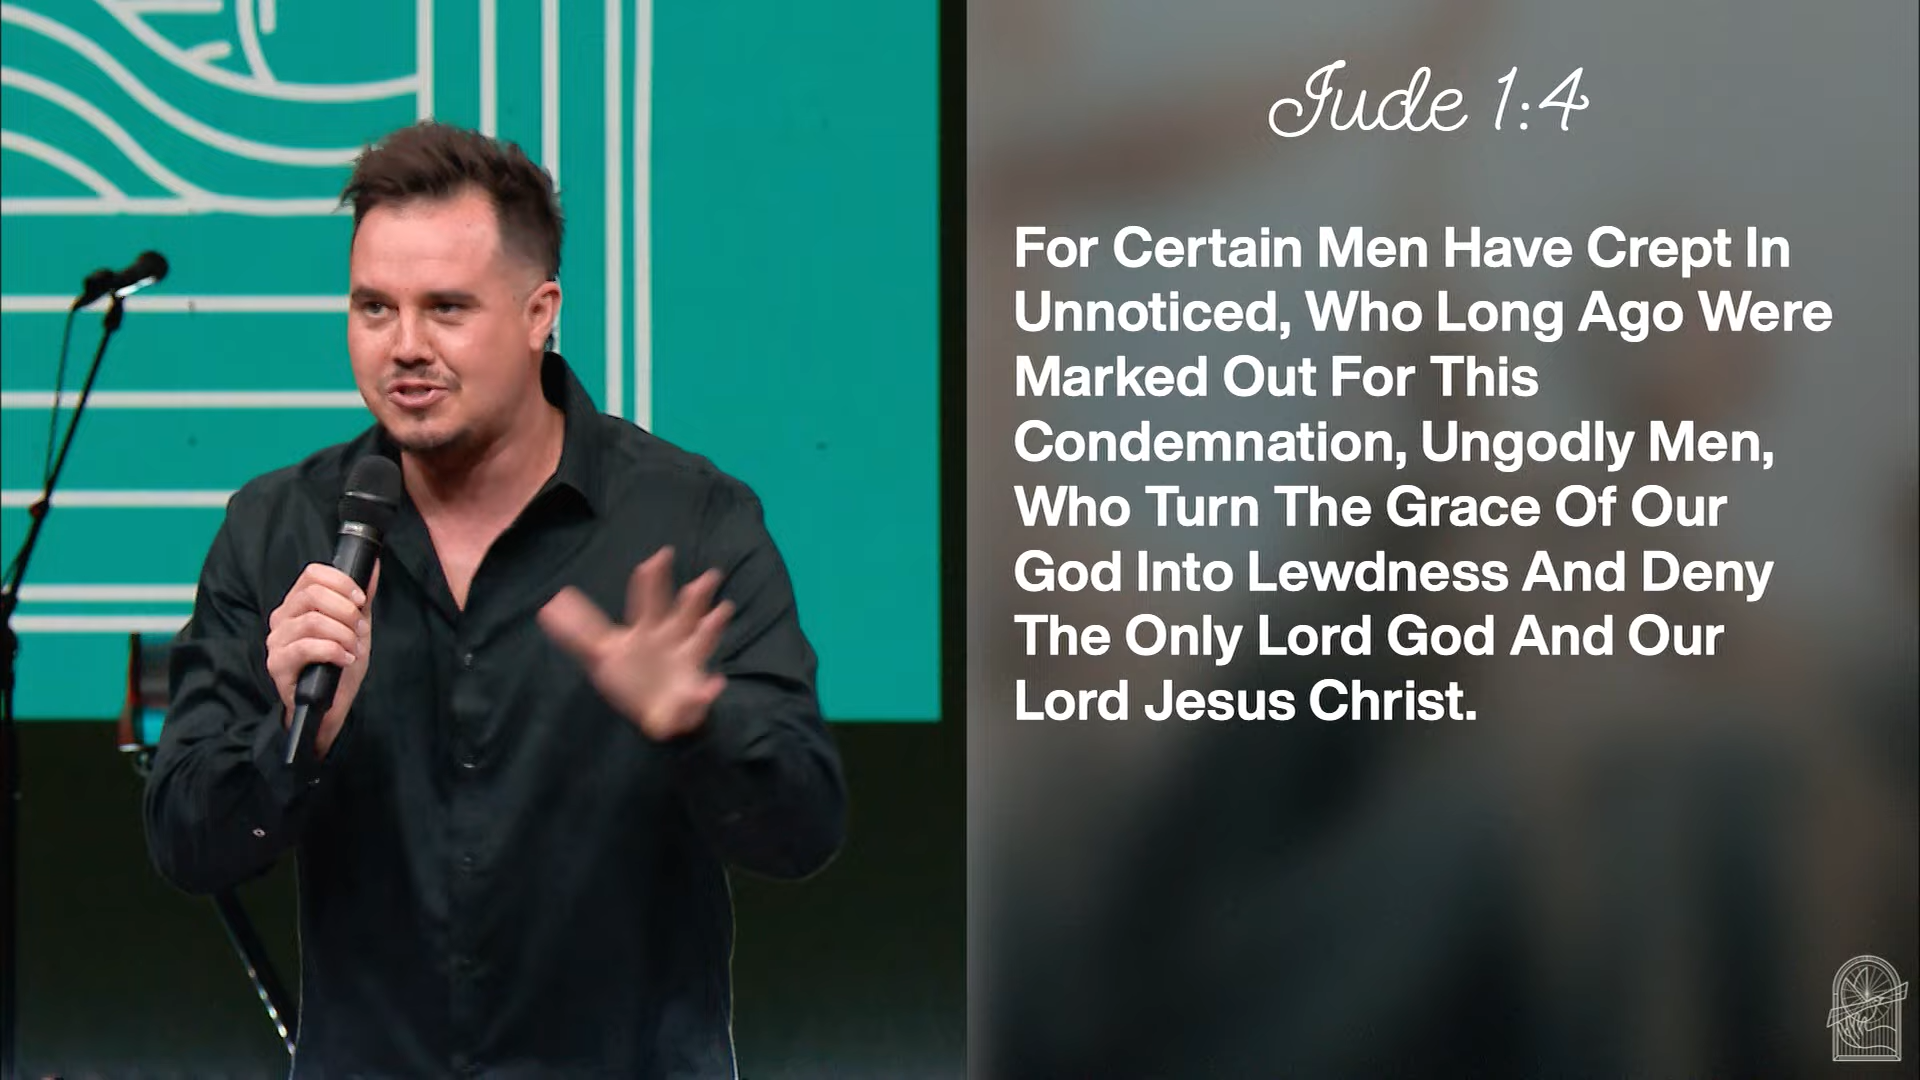 Jude 1:4
For Certain Men Have Crept In
Unnoticed, Who Long Ago Were
Marked Out For This
Condemnation, Ungodly Men,
Who Turn The Grace Of Our
God Into Lewdness And Deny
The Only Lord God And Our
Lord Jesus Christ.